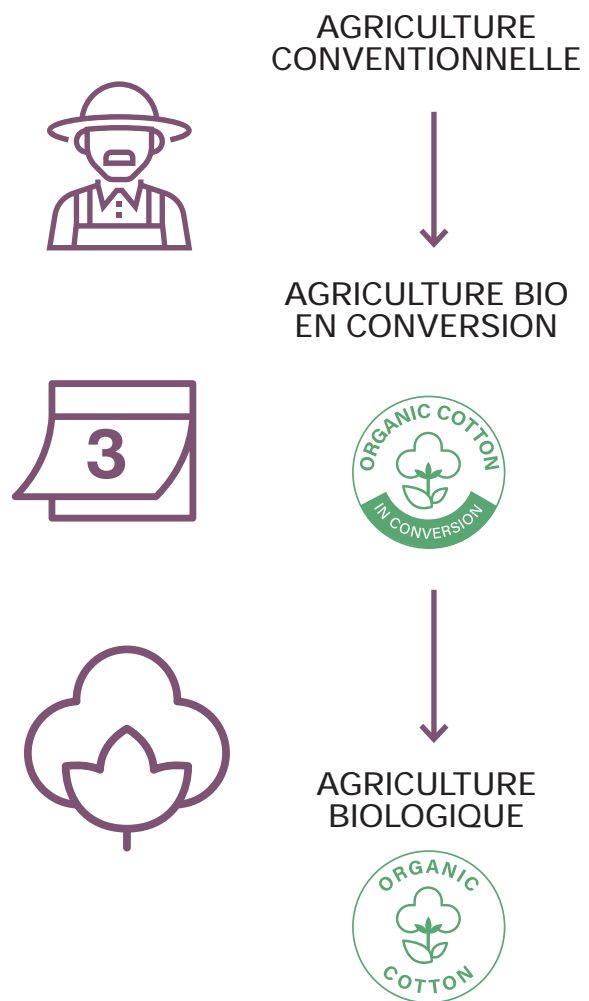 AGRICULTURE
CONVENTIONNELLE
AGRICULTURE BIO
EN CONVERSION
3
ORGANIC COTTON
IN CONVERSION
AGRICULTURE
BIOLOGIQUE
ORGANIC
COTTON